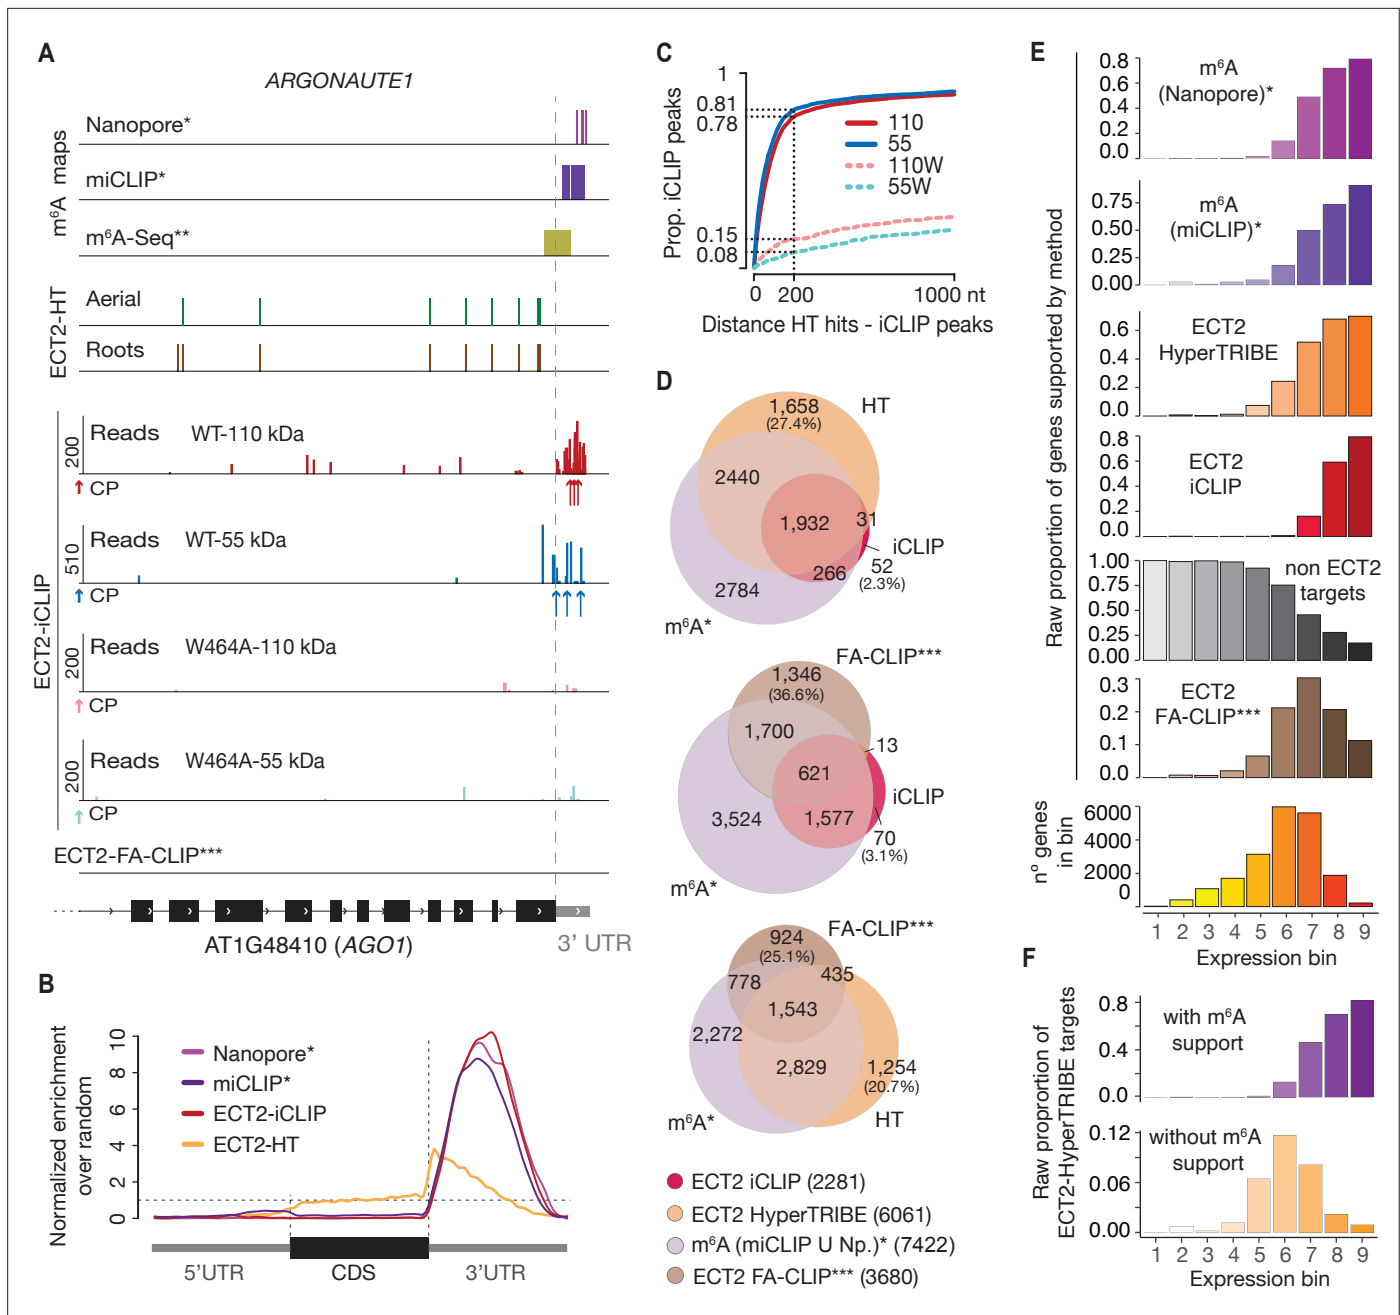 A
ARGONAUTE1
m⁶A maps
Nanopore*
miCLIP*
m⁶A-Seq**
ECT2-HT
Aerial
Roots
ECT2-iCLIP
200
Reads WT-110 kDa
CP
510
Reads WT-55 kDa
CP
200
Reads W464A-110 kDa
CP
200
Reads W464A-55 kDa
CP
ECT2-FA-CLIP***
AT1G48410 (AGO1)
3' UTR
B
Normalized enrichment
over random
10
8
6
4
2
0
Nanopore*
miCLIP*
ECT2-iCLIP
ECT2-HT
5'UTR CDS 3'UTR
C
Prop. iCLIP peaks
1
0.81
0.78
0.15
0.08
110
55
110W
55W
0 200 1000 nt
Distance HT hits - iCLIP peaks
D
1,658
(27.4%)
HT
2440
1,932
31
iCLIP
52
(2.3%)
266
2784
m⁶A*
FA-CLIP***
1,346
(36.6%)
1,700
13
621
iCLIP
3,524
1,577
70
(3.1%)
m⁶A*
FA-CLIP***
924
(25.1%)
778
435
1,543
2,272
2,829
1,254
(20.7%)
m⁶A*
HT
ECT2 iCLIP (2281)
ECT2 HyperTRIBE (6061)
m⁶A (miCLIP U Np.)* (7422)
ECT2 FA-CLIP*** (3680)
E
Raw proportion of genes supported by method
0.8
0.6
0.4
0.2
0.0
m⁶A
(Nanopore)*
0.75
0.50
0.25
0.00
m⁶A
(miCLIP)*
0.6
0.4
0.2
0.0
ECT2
HyperTRIBE
0.8
0.6
0.4
0.2
0.0
ECT2
iCLIP
1.00
0.75
0.50
0.25
0.00
non ECT2
targets
0.3
0.2
0.1
0.0
ECT2
FA-CLIP***
nº genes
in bin
6000
4000
2000
0
1 2 3 4 5 6 7 8 9
Expression bin
F
Raw proportion of
ECT2-HyperTRIBE targets
0.8
0.4
0.0
with m⁶A
support
0.12
0.06
0.00
without m⁶A
support
1 2 3 4 5 6 7 8 9
Expression bin